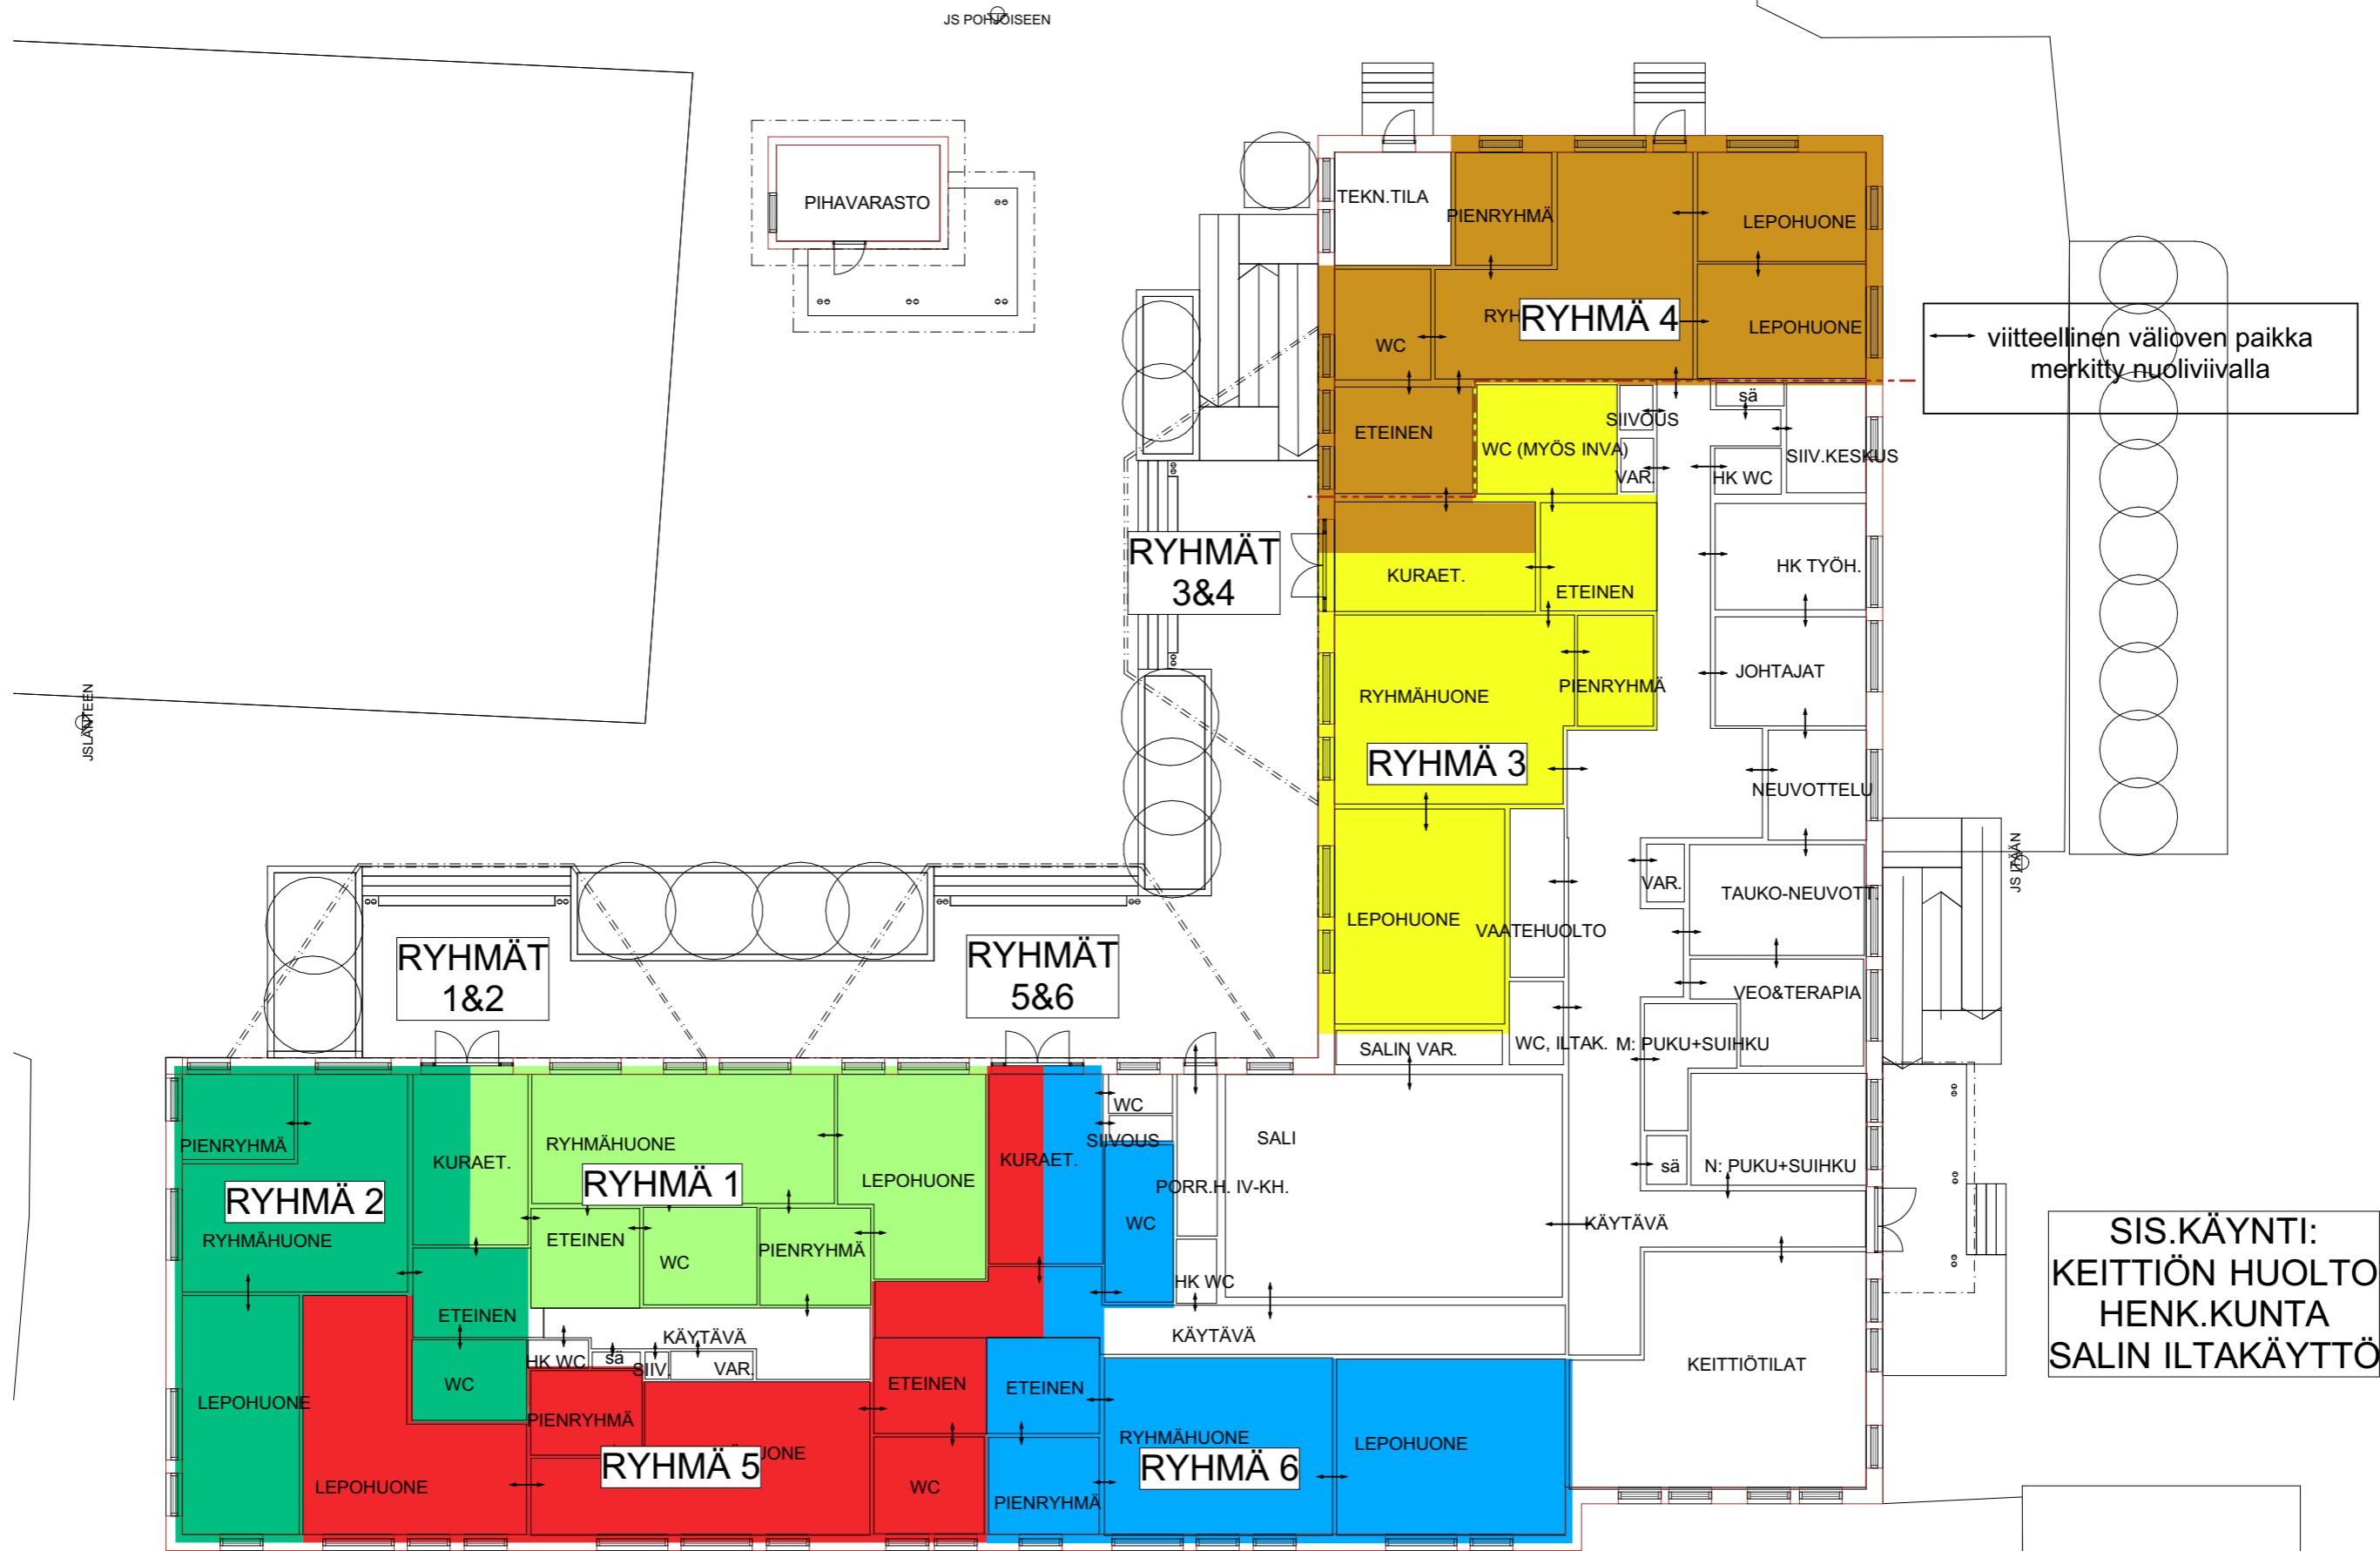 JS POHJOISEEN
PIHAVARASTO
TEKN.TILA
PIENRYHMÄ
LEPOHUONE
RYH
RYHMÄ 4
LEPOHUONE
WC
viitteellinen välioven paikka
merkitty nuoliviivalla
ETEINEN
WC (MYÖS INVA)
SIIVOUS
VAR.
sä
HK WC
SIIV.KESKUS
RYHMÄT
3&4
KURAET.
ETEINEN
HK TYÖH.
RYHMÄHUONE
PIENRYHMÄ
JOHTAJAT
RYHMÄ 3
NEUVOTTELU
JSLÄNTEEN
JS ITÄÄN
LEPOHUONE
VAATEHUOLTO
VAR.
TAUKO-NEUVOTT.
VEO&TERAPIA
SALIN VAR.
WC, ILTAK.
M: PUKU+SUIHKU
RYHMÄT
1&2
RYHMÄT
5&6
PIENRYHMÄ
KURAET.
RYHMÄHUONE
RYHMÄ 1
LEPOHUONE
KURAET.
WC
SIIVOUS
SALI
sä
N: PUKU+SUIHKU
RYHMÄ 2
RYHMÄHUONE
ETEINEN
WC
PIENRYHMÄ
PORR.H. IV-KH.
WC
HK WC
KÄYTÄVÄ
SIS.KÄYNTI:
KEITTIÖN HUOLTO
HENK.KUNTA
SALIN ILTAKÄYTTÖ
ETEINEN
KÄYTÄVÄ
KÄYTÄVÄ
HK WC
sä
SIIV.
VAR.
KEITTIÖTILAT
LEPOHUONE
WC
PIENRYHMÄ
ETEINEN
ETEINEN
RYHMÄHUONE
LEPOHUONE
LEPOHUONE
RYHMÄ 5
UONE
WC
PIENRYHMÄ
RYHMÄ 6